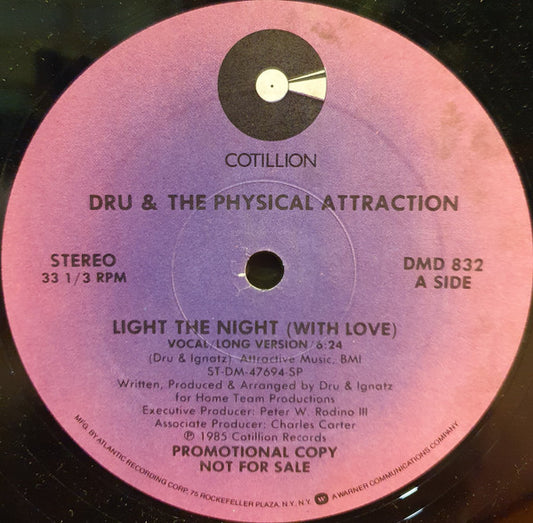 COTILLION
DRU & THE PHYSICAL ATTRACTION
STEREO
33 1/3 RPM
DMD 832
A SIDE
LIGHT THE NIGHT (WITH LOVE)
VOCAL/LONG VERSION/6:24
(Dru & Ignatz) Attractive Music, BMI
ST-DM-47694-SP
Written, Produced & Arranged by Dru & Ignatz
for Home Team Productions
Executive Producer: Peter W. Rodino III
Associate Producer: Charles Carter
℗ 1985 Cotillion Records
PROMOTIONAL COPY
NOT FOR SALE
MFG. BY ATLANTIC RECORDING CORP. 75 ROCKEFELLER PLAZA, N.Y., N.Y. W A WARNER COMMUNICATIONS COMPANY